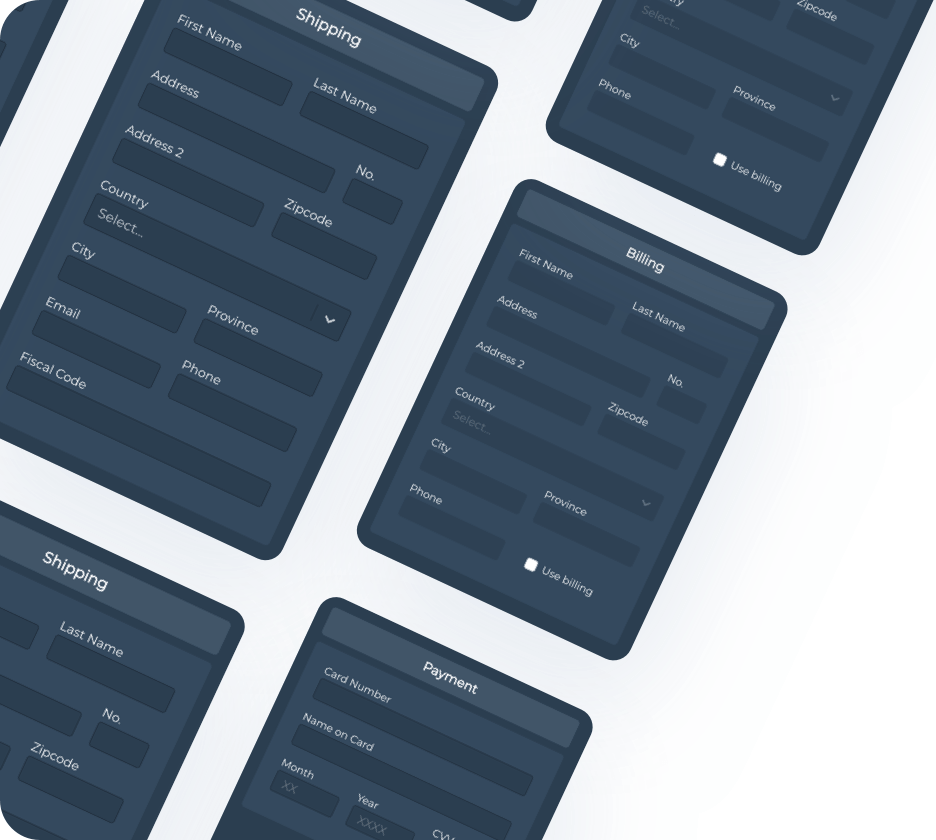 Shipping
First Name
Last Name
Address
No.
Address 2
Zipcode
Country
Select...
City
Province
Email
Phone
Fiscal Code
Zipcode
Select...
City
Province
Phone
Use billing
Billing
First Name
Last Name
Address
No.
Address 2
Zipcode
Country
Select...
City
Province
Phone
Use billing
Shipping
Last Name
No.
Zipcode
Payment
Card Number
Name on Card
Month
XX
Year
XXXX